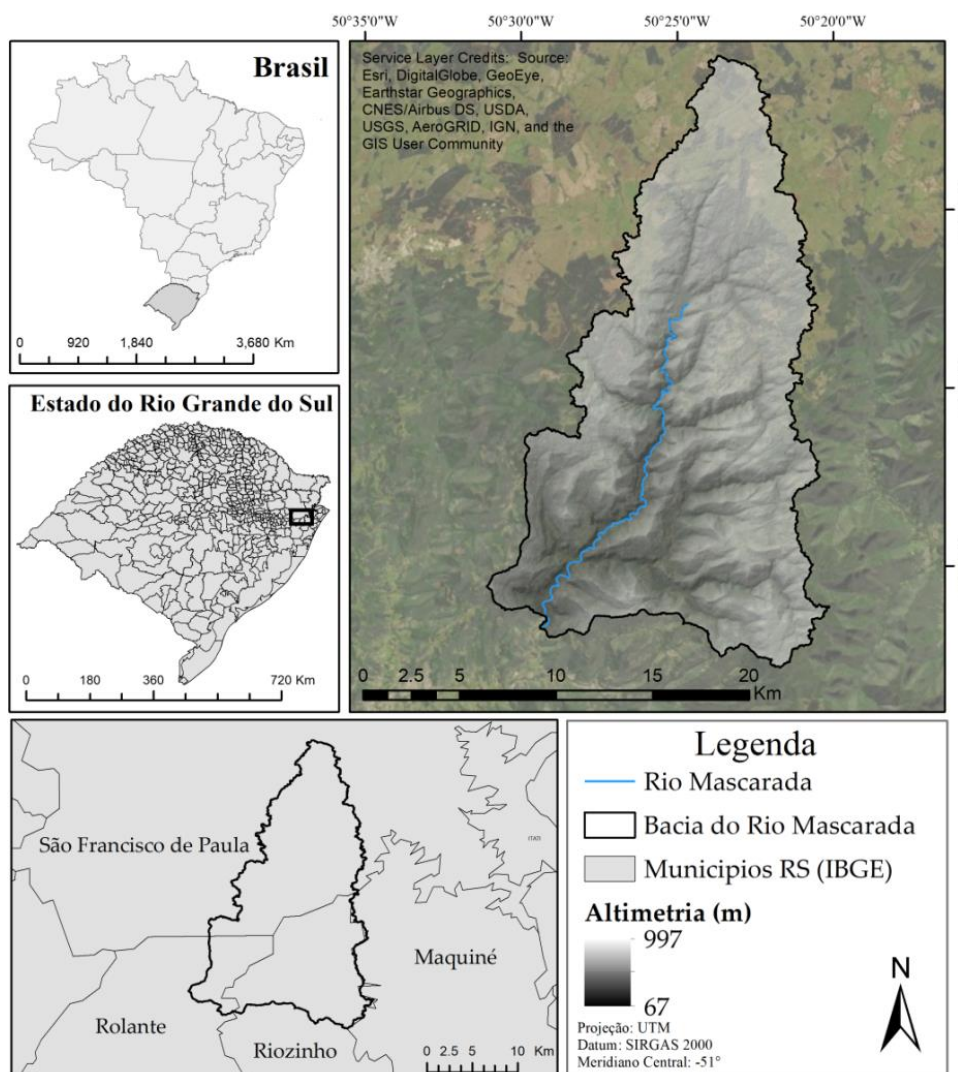 50°35'W 50°30'0"W 50°25'0"W 50°20'0"W
Brasil
0 920 1,840 3,680 Km
Estado do Rio Grande do Sul
0 180 360 720 Km
Service Layer Credits: Source:
Esri, DigitalGlobe, GeoEye,
Earthstar Geographics,
CNES/Airbus DS, USDA,
USGS, AeroGRID, IGN, and the
GIS User Community
0 2.5 5 10 15 20
Km
São Francisco de Paula
ITATI
Maquiné
Rolante
Riozinho
0 2.5 5 10 Km
Legenda
Rio Mascarada
Bacia do Rio Mascarada
Municipios RS (IBGE)
Altimetria (m)
997
67
Projeção: UTM
Datum: SIRGAS 2000
Meridiano Central: -51°
N